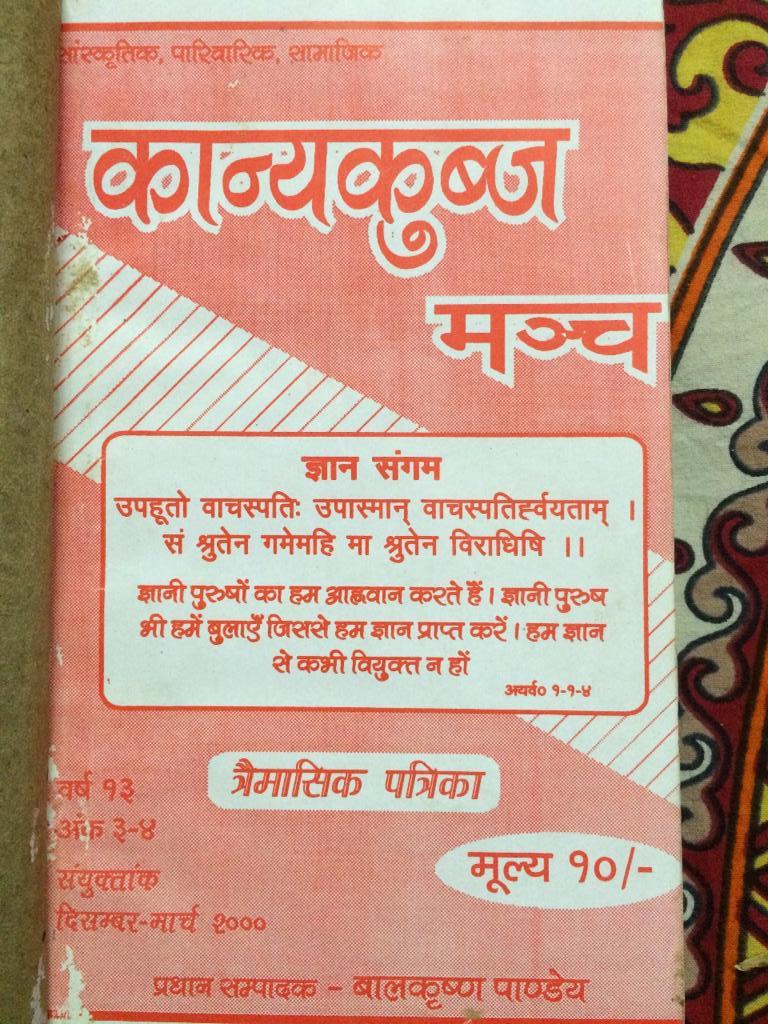 सांस्कृतिक, पारिवारिक, सामाजिक
कान्यकुब्ज
मञ्च
ज्ञान संगम
उपहूतो वाचस्पतिः उपास्मान् वाचस्पतिर्ह्वयताम् ।
सं श्रुतेन गमेमहि मा श्रुतेन विराधिषि ।।
ज्ञानी पुरुषों का हम आह्नवान करते हैं । ज्ञानी पुरुष
भी हमें बुलाएँ जिससे हम ज्ञान प्राप्त करें । हम ज्ञान
से कभी वियुक्त न हों
अथर्व० १-१-४
त्रैमासिक पत्रिका
वर्ष १३
अंक ३-४
मूल्य १०/-
संयुक्तांक
दिसम्बर-मार्च २०००
प्रधान सम्पादक - बालकृष्ण पाण्डेय